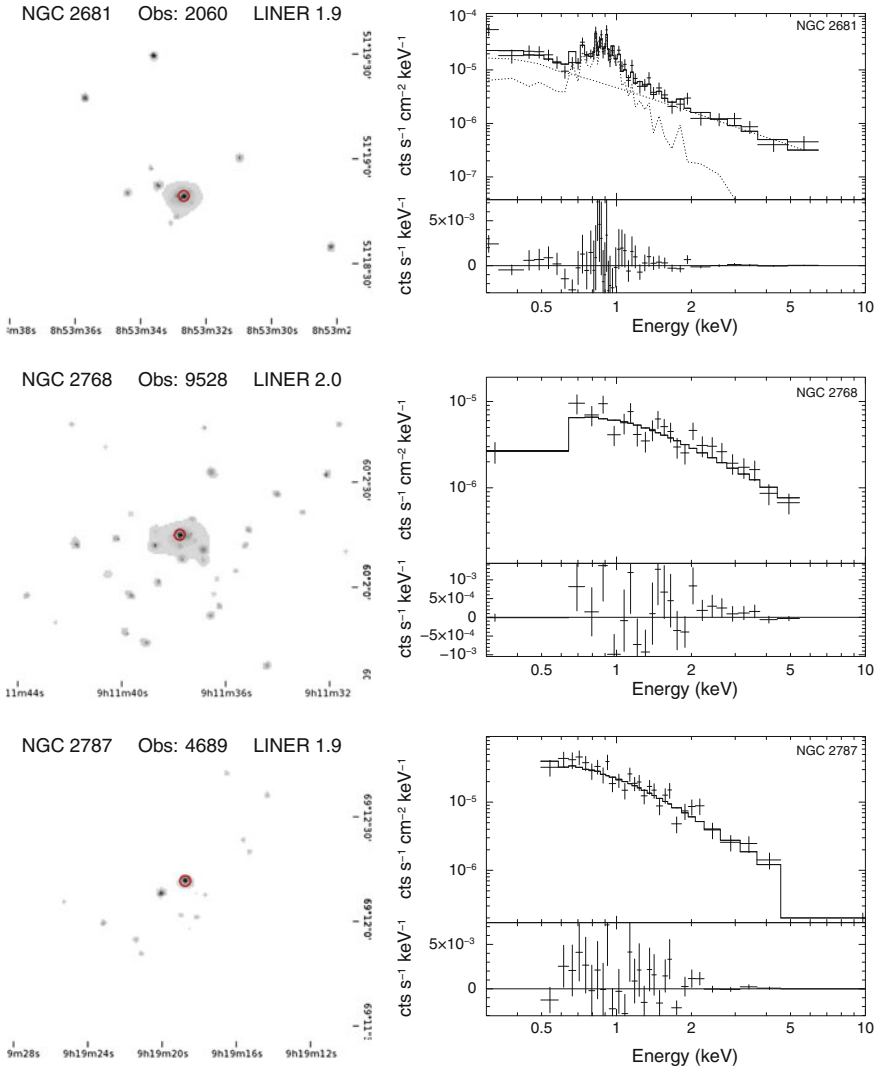 NGC 2681 Obs: 2060 LINER 1.9
51°19'30"
51°19'0"
51°18'30"
8h53m36s 8h53m34s 8h53m32s 8h53m30s
NGC 2681
cts s⁻¹ cm⁻² keV⁻¹
10⁻⁴
10⁻⁵
10⁻⁶
10⁻⁷
cts s⁻¹ keV⁻¹
5×10⁻³
0
0.5 1 2 5 10
Energy (keV)
NGC 2768 Obs: 9528 LINER 2.0
60°2'30"
60°2'0"
11m44s 9h11m40s 9h11m36s 9h11m32
NGC 2768
cts s⁻¹ cm⁻² keV⁻¹
10⁻⁵
10⁻⁶
cts s⁻¹ keV⁻¹
10⁻³
5×10⁻⁴
0
−5×10⁻⁴
−10⁻³
0.5 1 2 5 10
Energy (keV)
NGC 2787 Obs: 4689 LINER 1.9
69°12'30"
69°12'0"
9m28s 9h19m24s 9h19m20s 9h19m16s 9h19m12s
NGC 2787
cts s⁻¹ cm⁻² keV⁻¹
10⁻⁵
10⁻⁶
cts s⁻¹ keV⁻¹
5×10⁻³
0
0.5 1 2 5 10
Energy (keV)